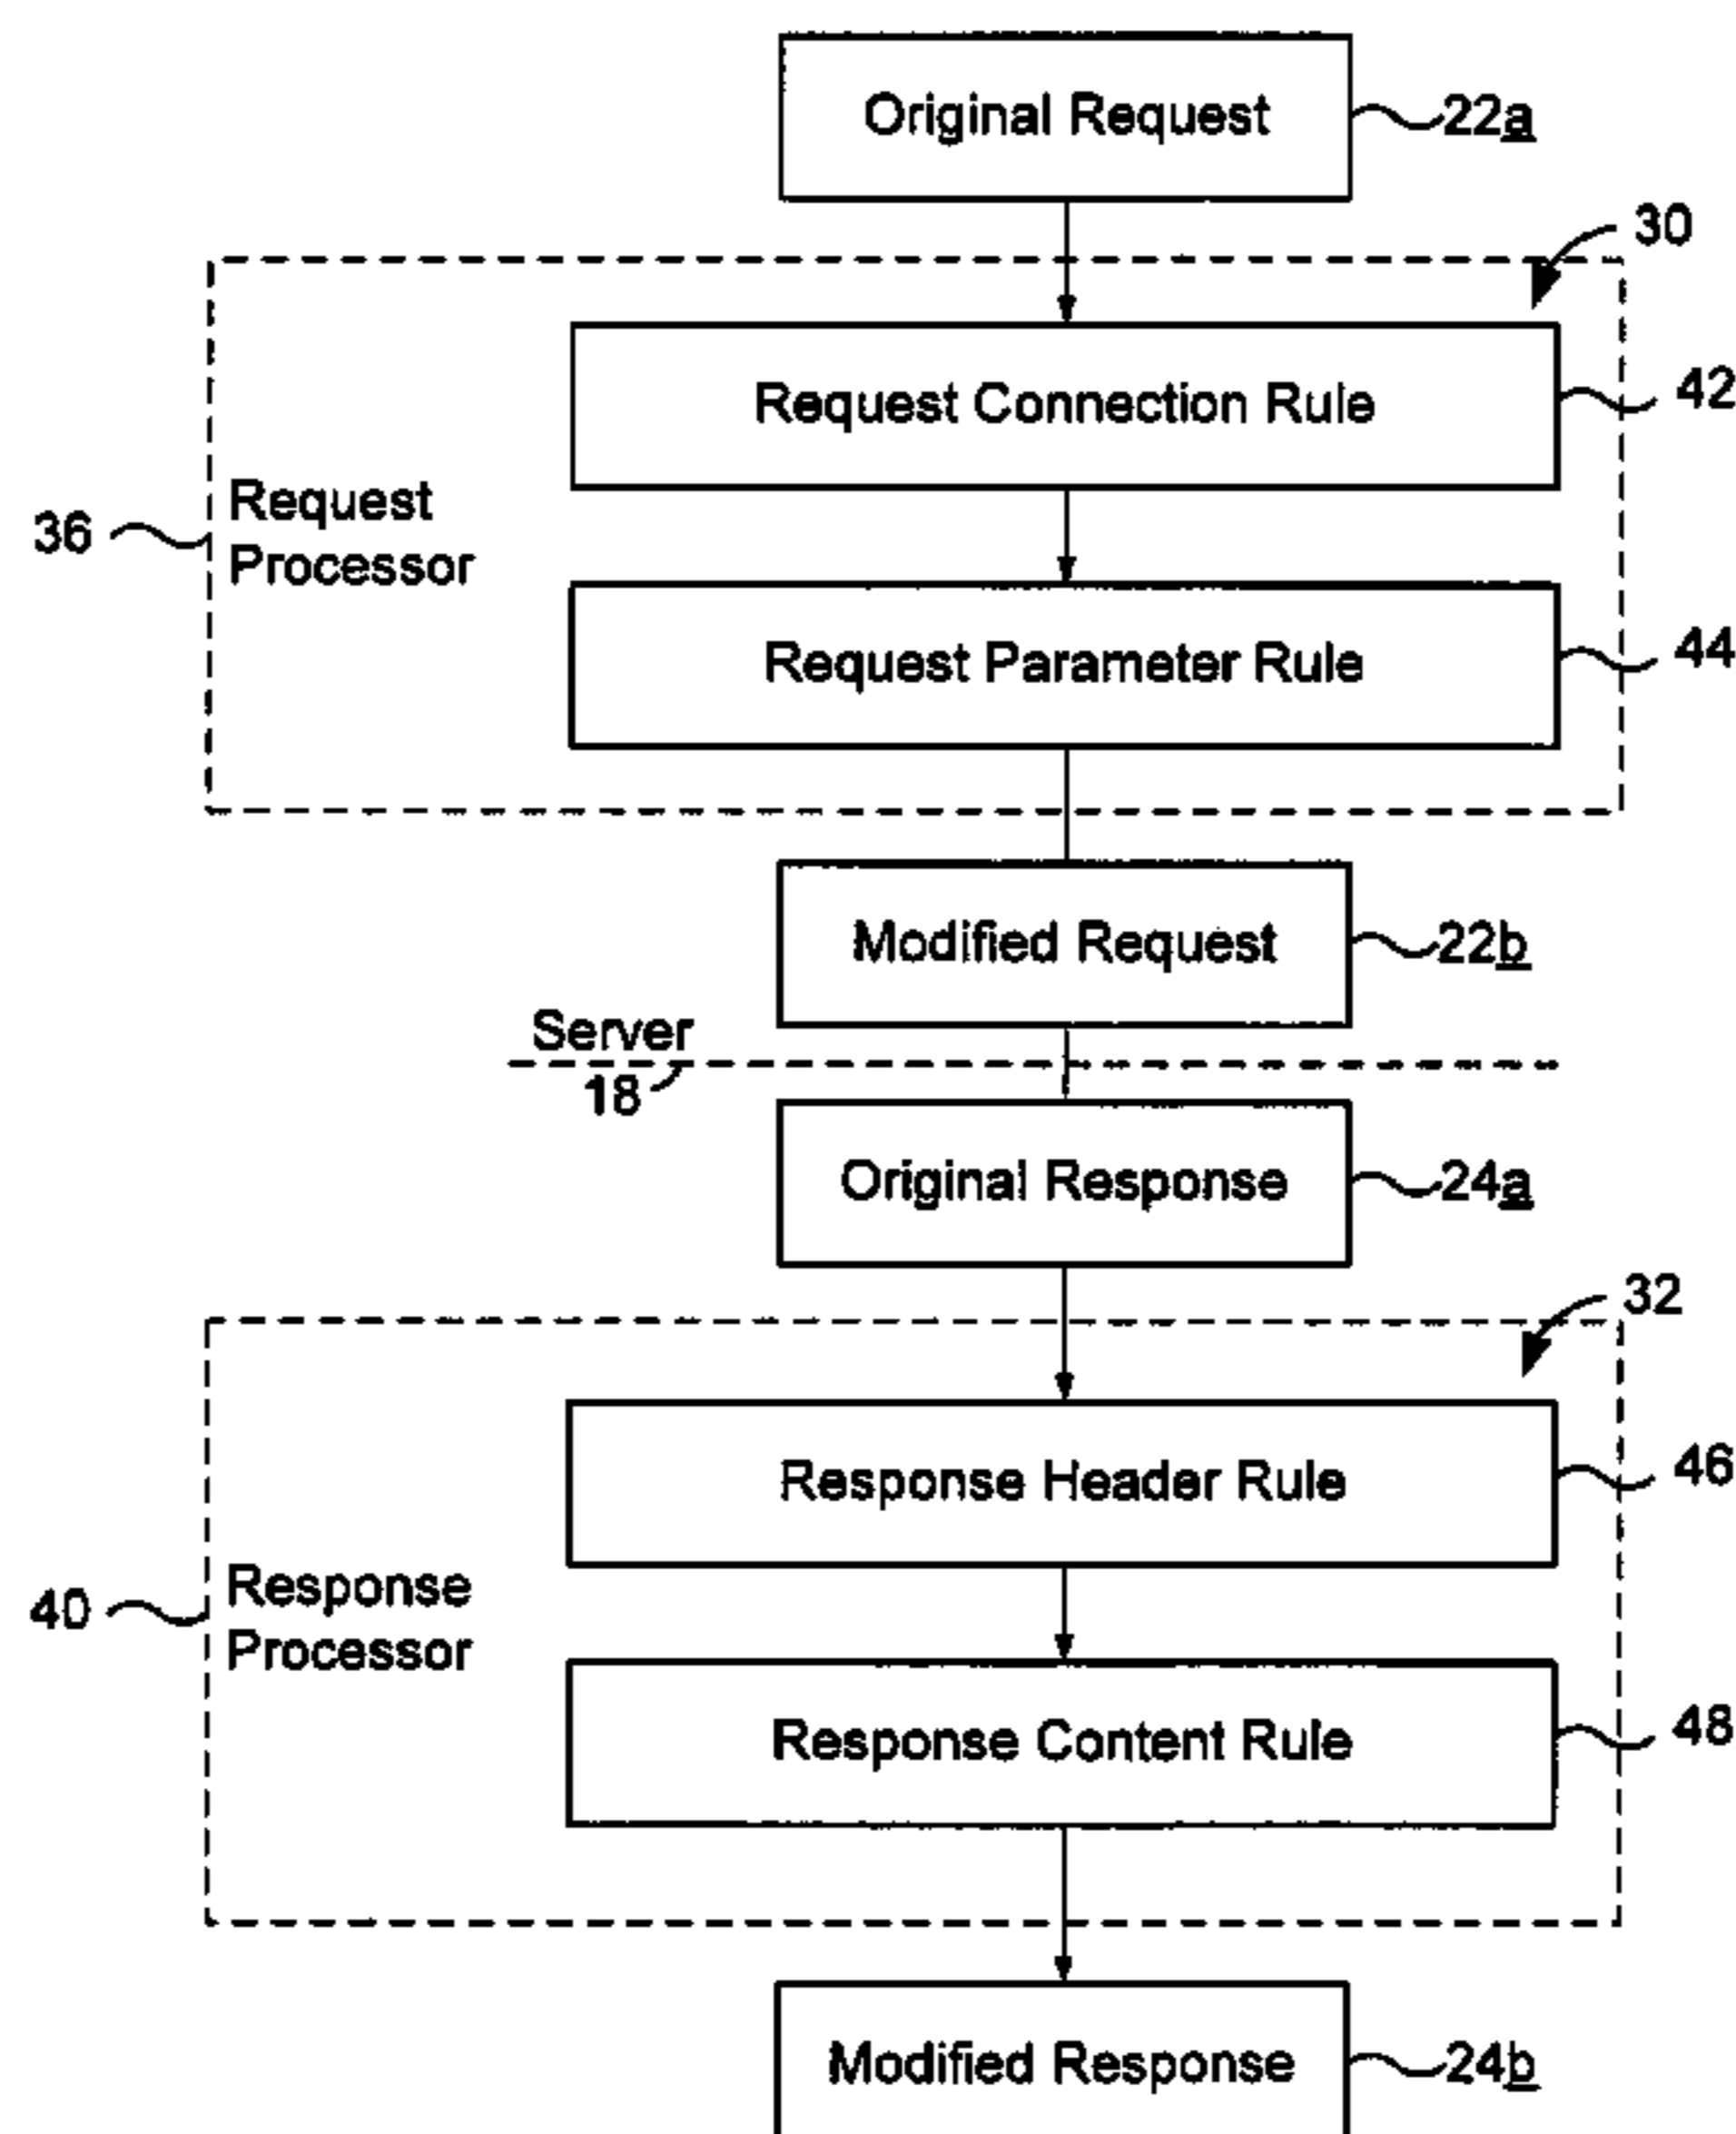 Original Request
22a
30
Request Connection Rule
42
Request
Processor
36
Request Parameter Rule
44
Modified Request
22b
Server
18
Original Response
24a
32
Response Header Rule
46
Response
Processor
40
Response Content Rule
48
Modified Response
24b